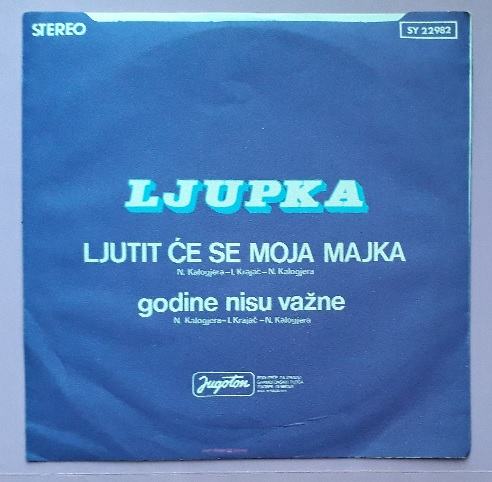 STEREO
SY 22982
LJUPKA
LJUTIT ĆE SE MOJA MAJKA
N. Kalogjera–I. Krajač–N. Kalogjera
godine nisu važne
N. Kalogjera–I. Krajač–N. Kalogjera
Jugoton